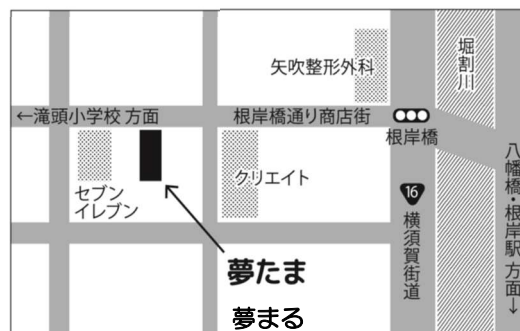 矢吹整形外科
堀割川
←滝頭小学校 方面
根岸橋通り商店街
根岸橋
八幡橋・根岸駅 方面→
セブン
イレブン
クリエイト
16
横須賀街道
夢たま
夢まる